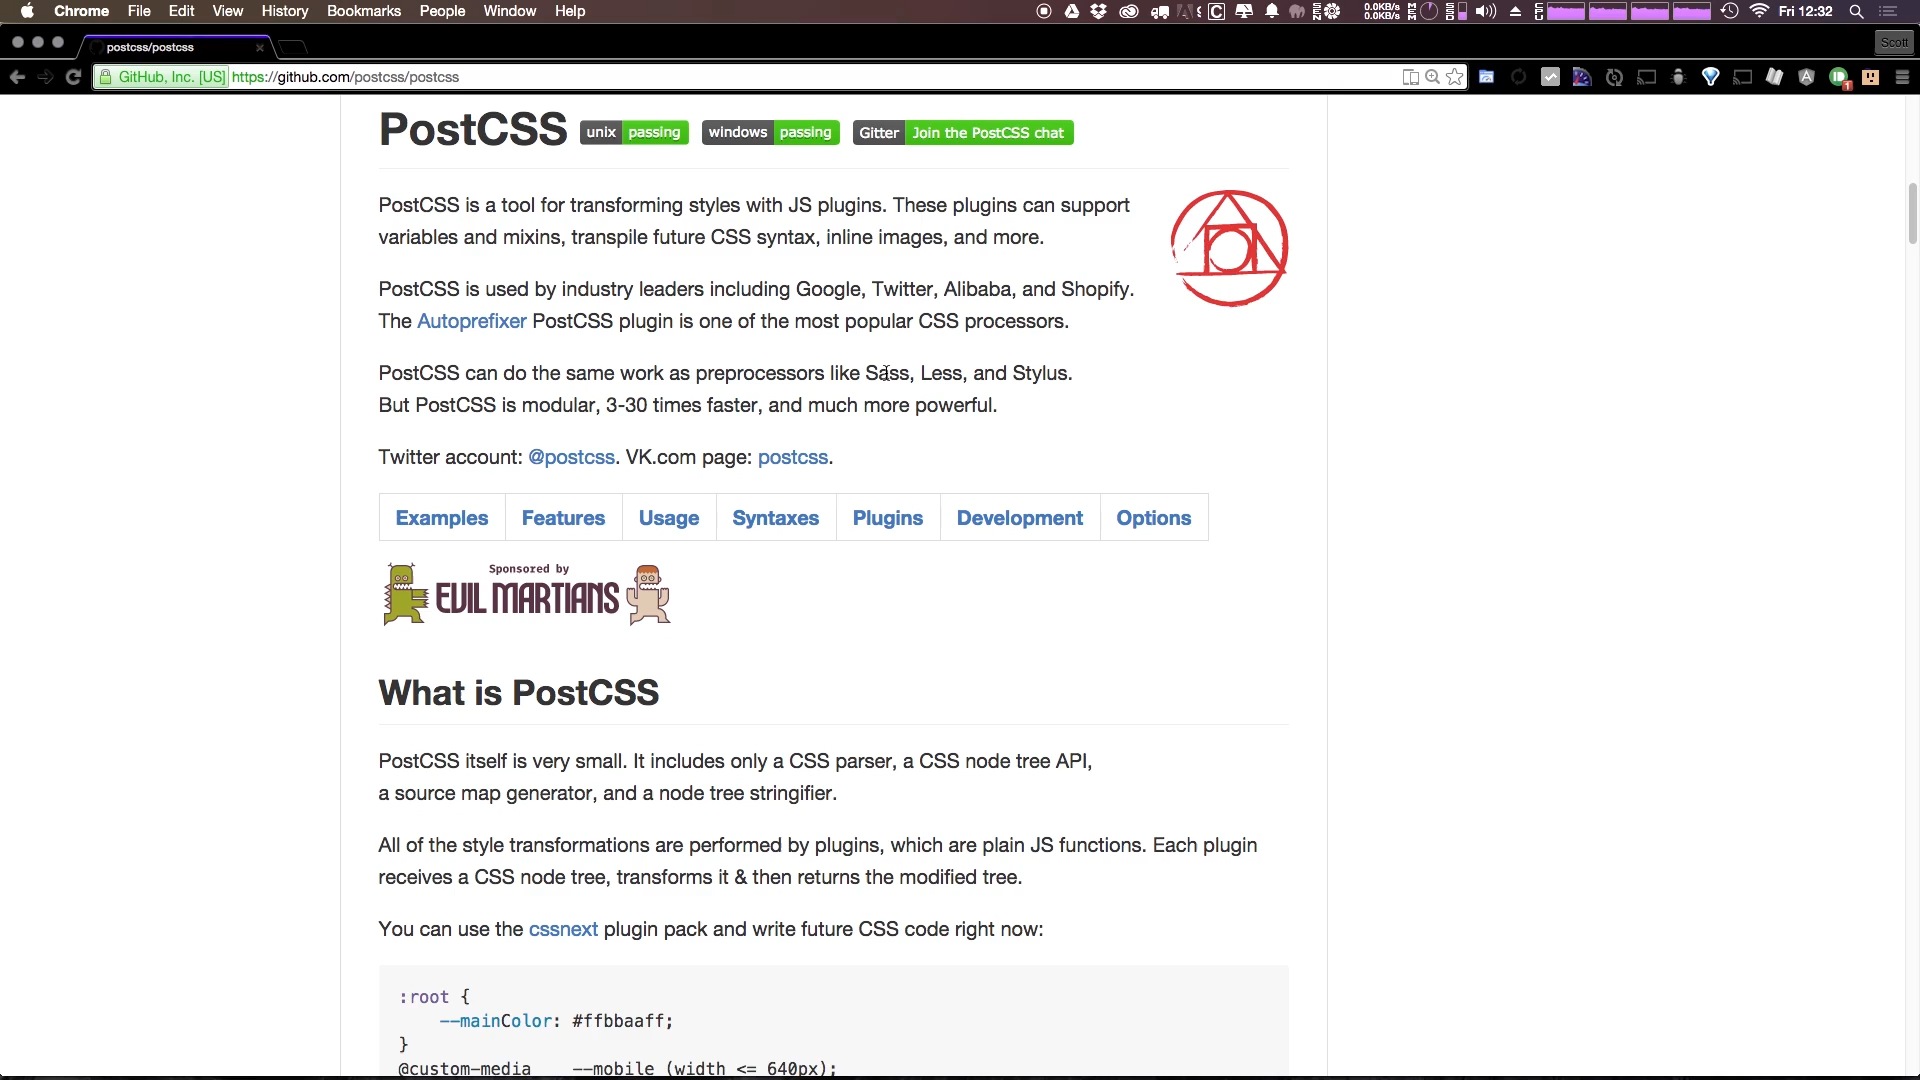 Chrome File Edit View History Bookmarks People Window Help
0.0KB/s
0.0KB/s
Fri 12:32
postcss/postcss
Scott
GitHub, Inc. [US] https://github.com/postcss/postcss
PostCSS unix passing windows passing Gitter Join the PostCSS chat
PostCSS is a tool for transforming styles with JS plugins. These plugins can support
variables and mixins, transpile future CSS syntax, inline images, and more.
PostCSS is used by industry leaders including Google, Twitter, Alibaba, and Shopify.
The Autoprefixer PostCSS plugin is one of the most popular CSS processors.
PostCSS can do the same work as preprocessors like Sass, Less, and Stylus.
But PostCSS is modular, 3-30 times faster, and much more powerful.
Twitter account: @postcss. VK.com page: postcss.
Examples Features Usage Syntaxes Plugins Development Options
Sponsored by
EVIL MARTIANS
What is PostCSS
PostCSS itself is very small. It includes only a CSS parser, a CSS node tree API,
a source map generator, and a node tree stringifier.
All of the style transformations are performed by plugins, which are plain JS functions. Each plugin
receives a CSS node tree, transforms it & then returns the modified tree.
You can use the cssnext plugin pack and write future CSS code right now:
:root {
--mainColor: #ffbbaaff;
}
@custom-media --mobile (width <= 640px);